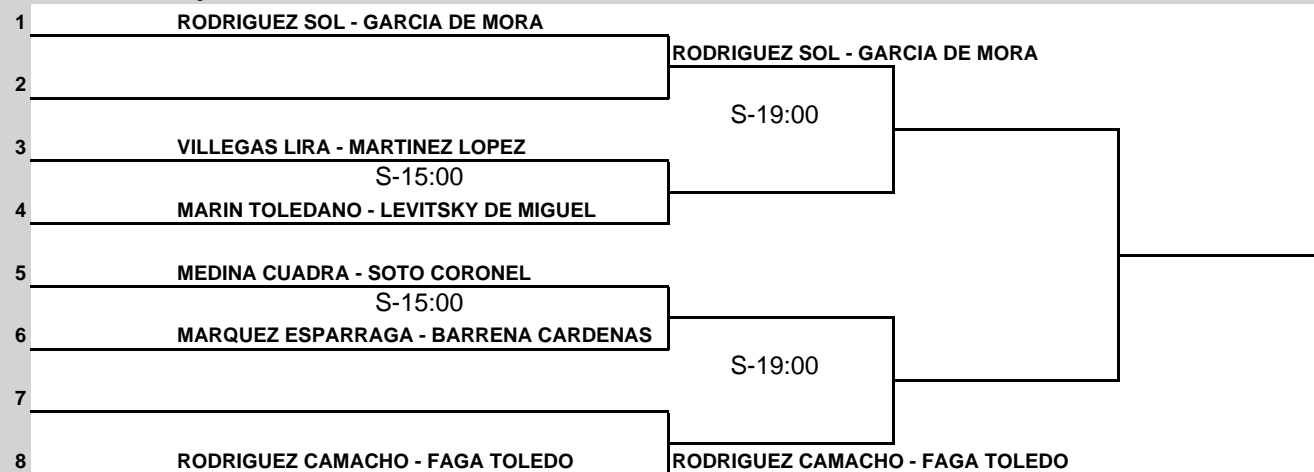 1 RODRIGUEZ SOL - GARCIA DE MORA
RODRIGUEZ SOL - GARCIA DE MORA
2
S-19:00
3 VILLEGAS LIRA - MARTINEZ LOPEZ
S-15:00
4 MARIN TOLEDANO - LEVITSKY DE MIGUEL
5 MEDINA CUADRA - SOTO CORONEL
S-15:00
6 MARQUEZ ESPARRAGA - BARRENA CARDENAS
S-19:00
7
8 RODRIGUEZ CAMACHO - FAGA TOLEDO
RODRIGUEZ CAMACHO - FAGA TOLEDO